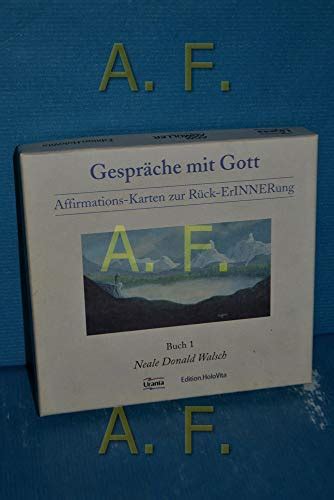 A. F.
Gespräche mit Gott
Affirmations-Karten zur Rück-ErINNERung
A. F.
Buch 1
Neale Donald Walsch
Urania
Edition.HoloVita
A. F.